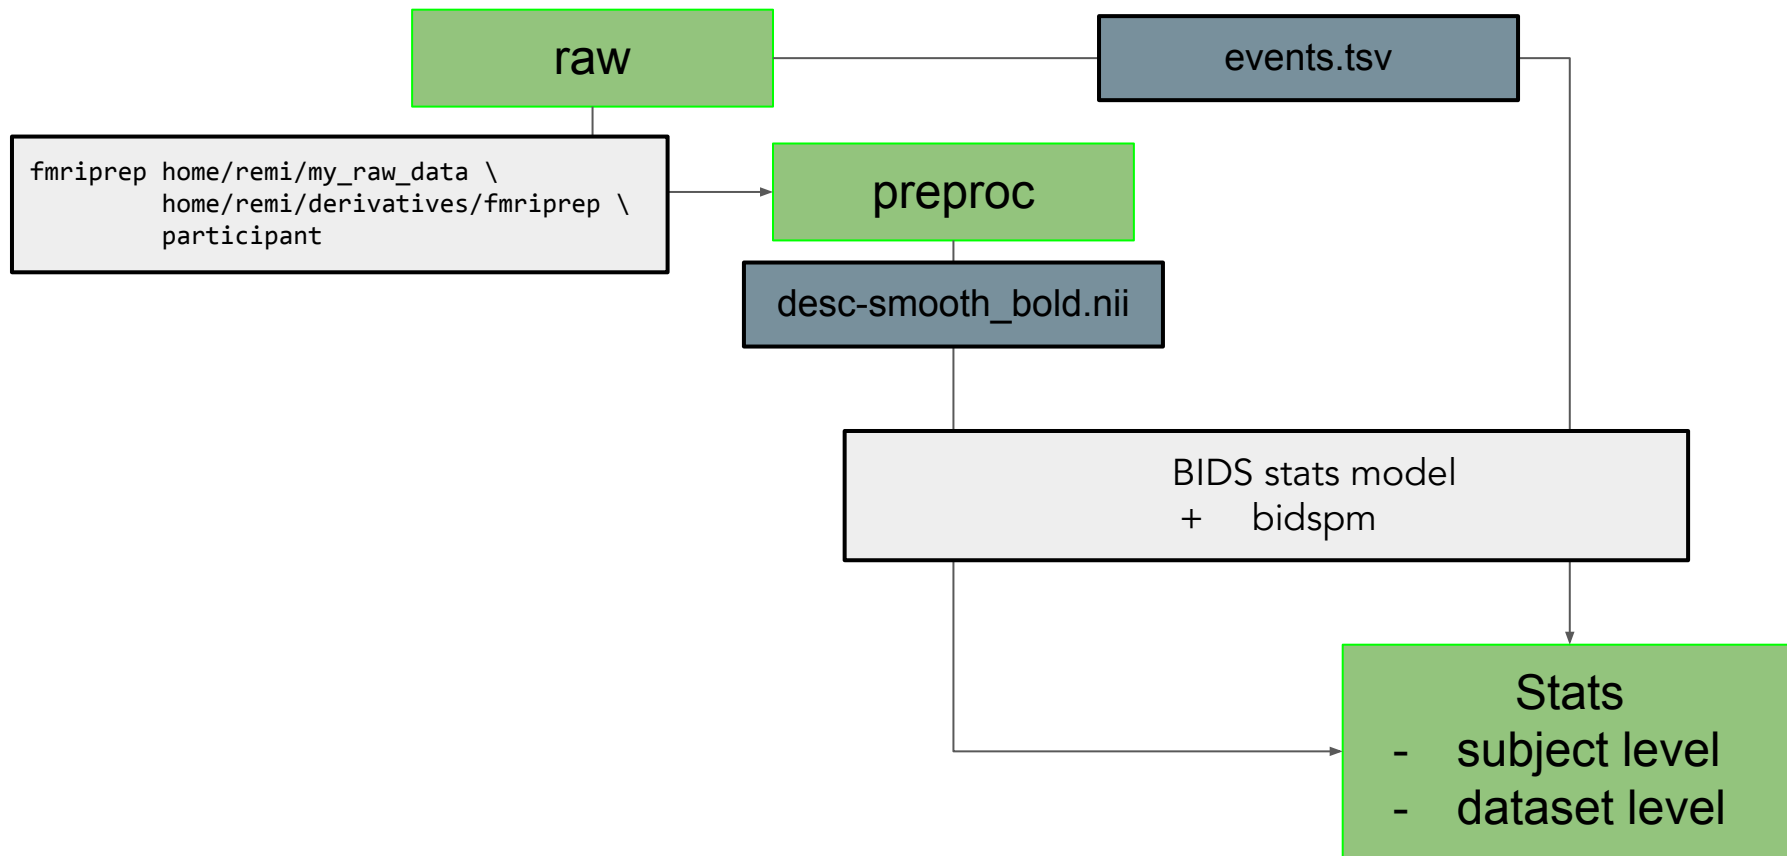 raw
events.tsv
fmriprep home/remi/my_raw_data \
home/remi/derivatives/fmriprep \
participant
preproc
desc-smooth_bold.nii
BIDS stats model
+ bidspm
Stats
- subject level
- dataset level